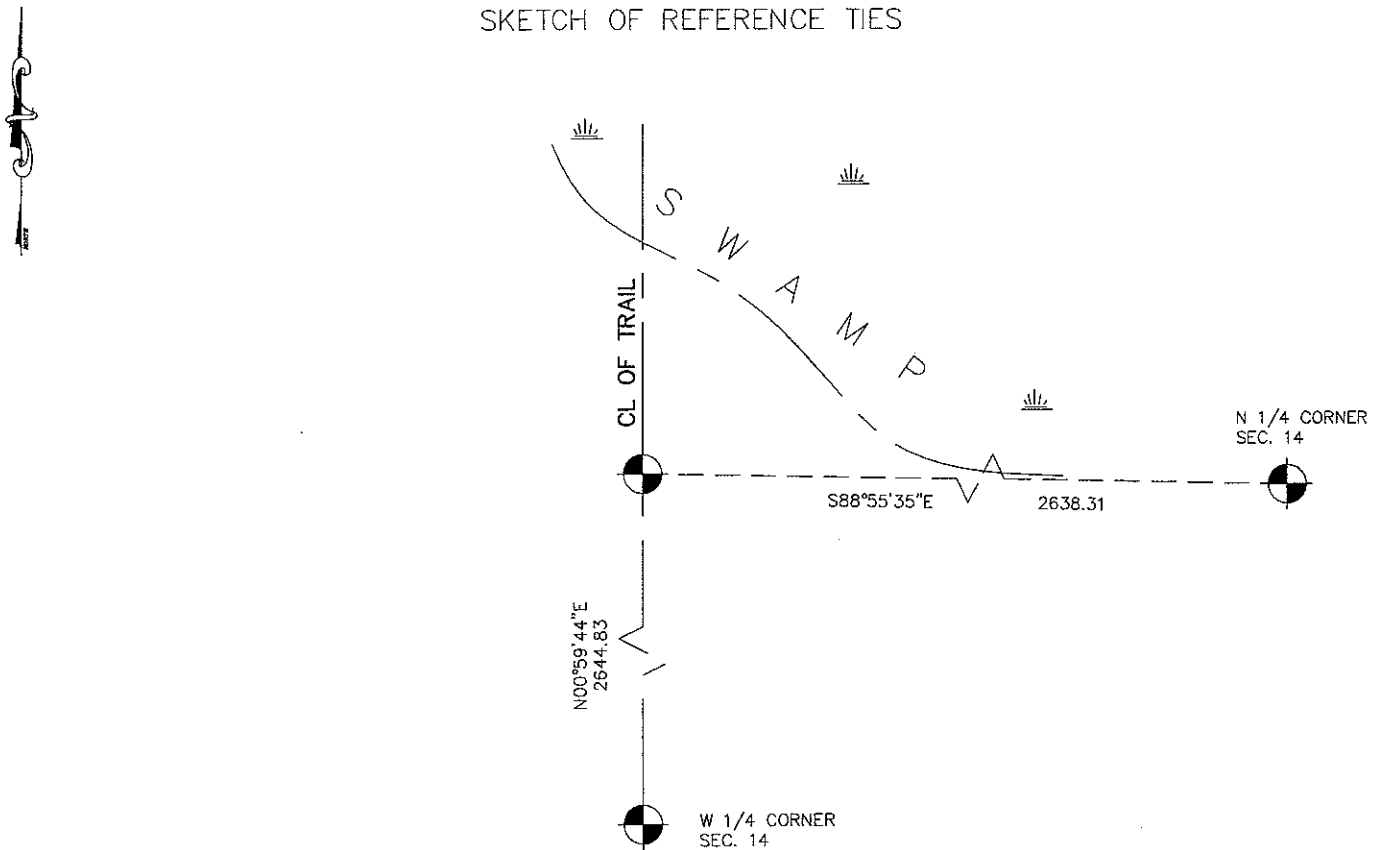 SKETCH OF REFERENCE TIES
NORTH
SWAMP
CL OF TRAIL
N 1/4 CORNER
SEC. 14
S88°55'35"E
2638.31
N00°59'44"E
2644.83
W 1/4 CORNER
SEC. 14